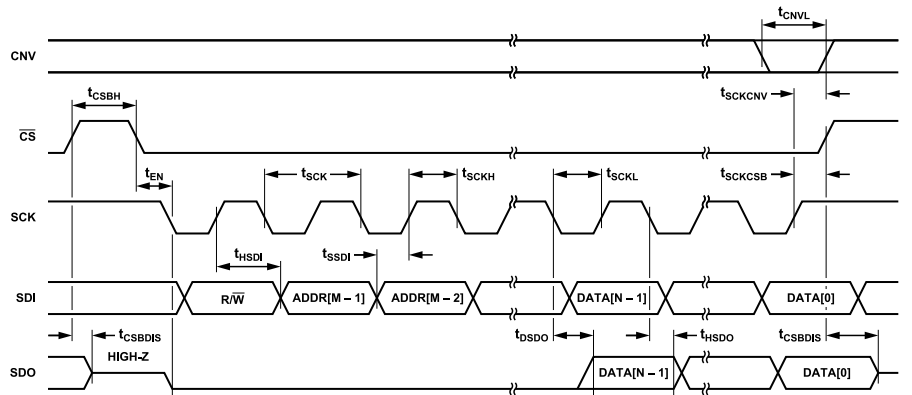 tCNVL
CNV
tCSBH
tSCKCNV
CS
tEN
tSCK
tSCKH
tSCKL
tSCKCSB
SCK
tHSDI
tSSDI
SDI
R/W
ADDR[M – 1]
ADDR[M – 2]
DATA[N – 1]
DATA[0]
tCSBDIS
tDSDO
tHSDO
tCSBDIS
HIGH-Z
SDO
DATA[N – 1]
DATA[0]